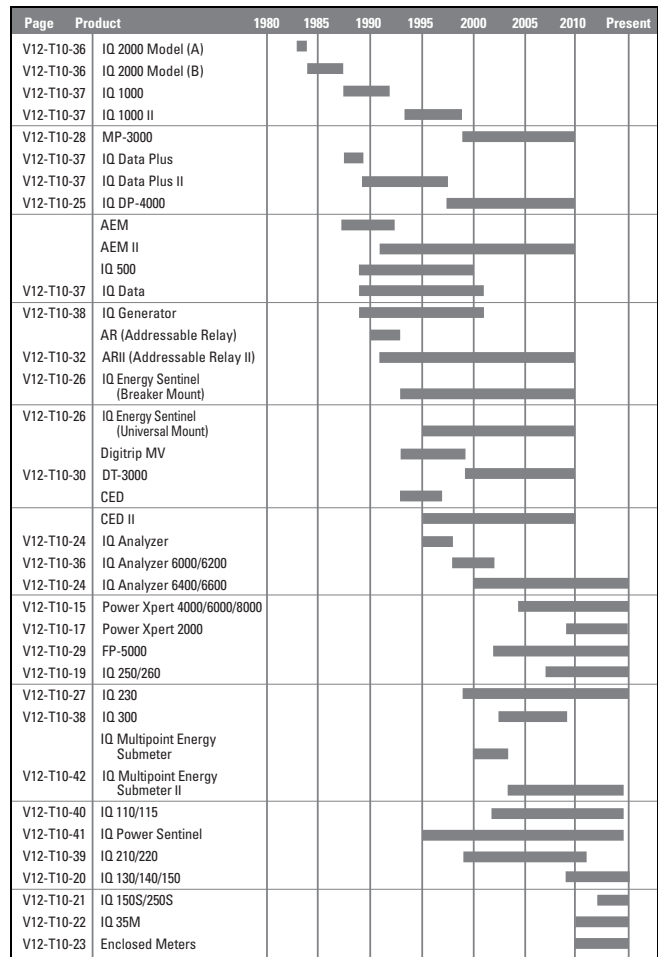 Page Product 1980 1985 1990 1995 2000 2005 2010 Present
V12-T10-36 IQ 2000 Model (A)
V12-T10-36 IQ 2000 Model (B)
V12-T10-37 IQ 1000
V12-T10-37 IQ 1000 II
V12-T10-28 MP-3000
V12-T10-37 IQ Data Plus
V12-T10-37 IQ Data Plus II
V12-T10-25 IQ DP-4000
AEM
AEM II
IQ 500
V12-T10-37 IQ Data
V12-T10-38 IQ Generator
AR (Addressable Relay)
V12-T10-32 ARII (Addressable Relay II)
V12-T10-26 IQ Energy Sentinel
(Breaker Mount)
V12-T10-26 IQ Energy Sentinel
(Universal Mount)
Digitrip MV
V12-T10-30 DT-3000
CED
CED II
V12-T10-24 IQ Analyzer
V12-T10-36 IQ Analyzer 6000/6200
V12-T10-24 IQ Analyzer 6400/6600
V12-T10-15 Power Xpert 4000/6000/8000
V12-T10-17 Power Xpert 2000
V12-T10-29 FP-5000
V12-T10-19 IQ 250/260
V12-T10-27 IQ 230
V12-T10-38 IQ 300
IQ Multipoint Energy
Submeter
V12-T10-42 IQ Multipoint Energy
Submeter II
V12-T10-40 IQ 110/115
V12-T10-41 IQ Power Sentinel
V12-T10-39 IQ 210/220
V12-T10-20 IQ 130/140/150
V12-T10-21 IQ 150S/250S
V12-T10-22 IQ 35M
V12-T10-23 Enclosed Meters